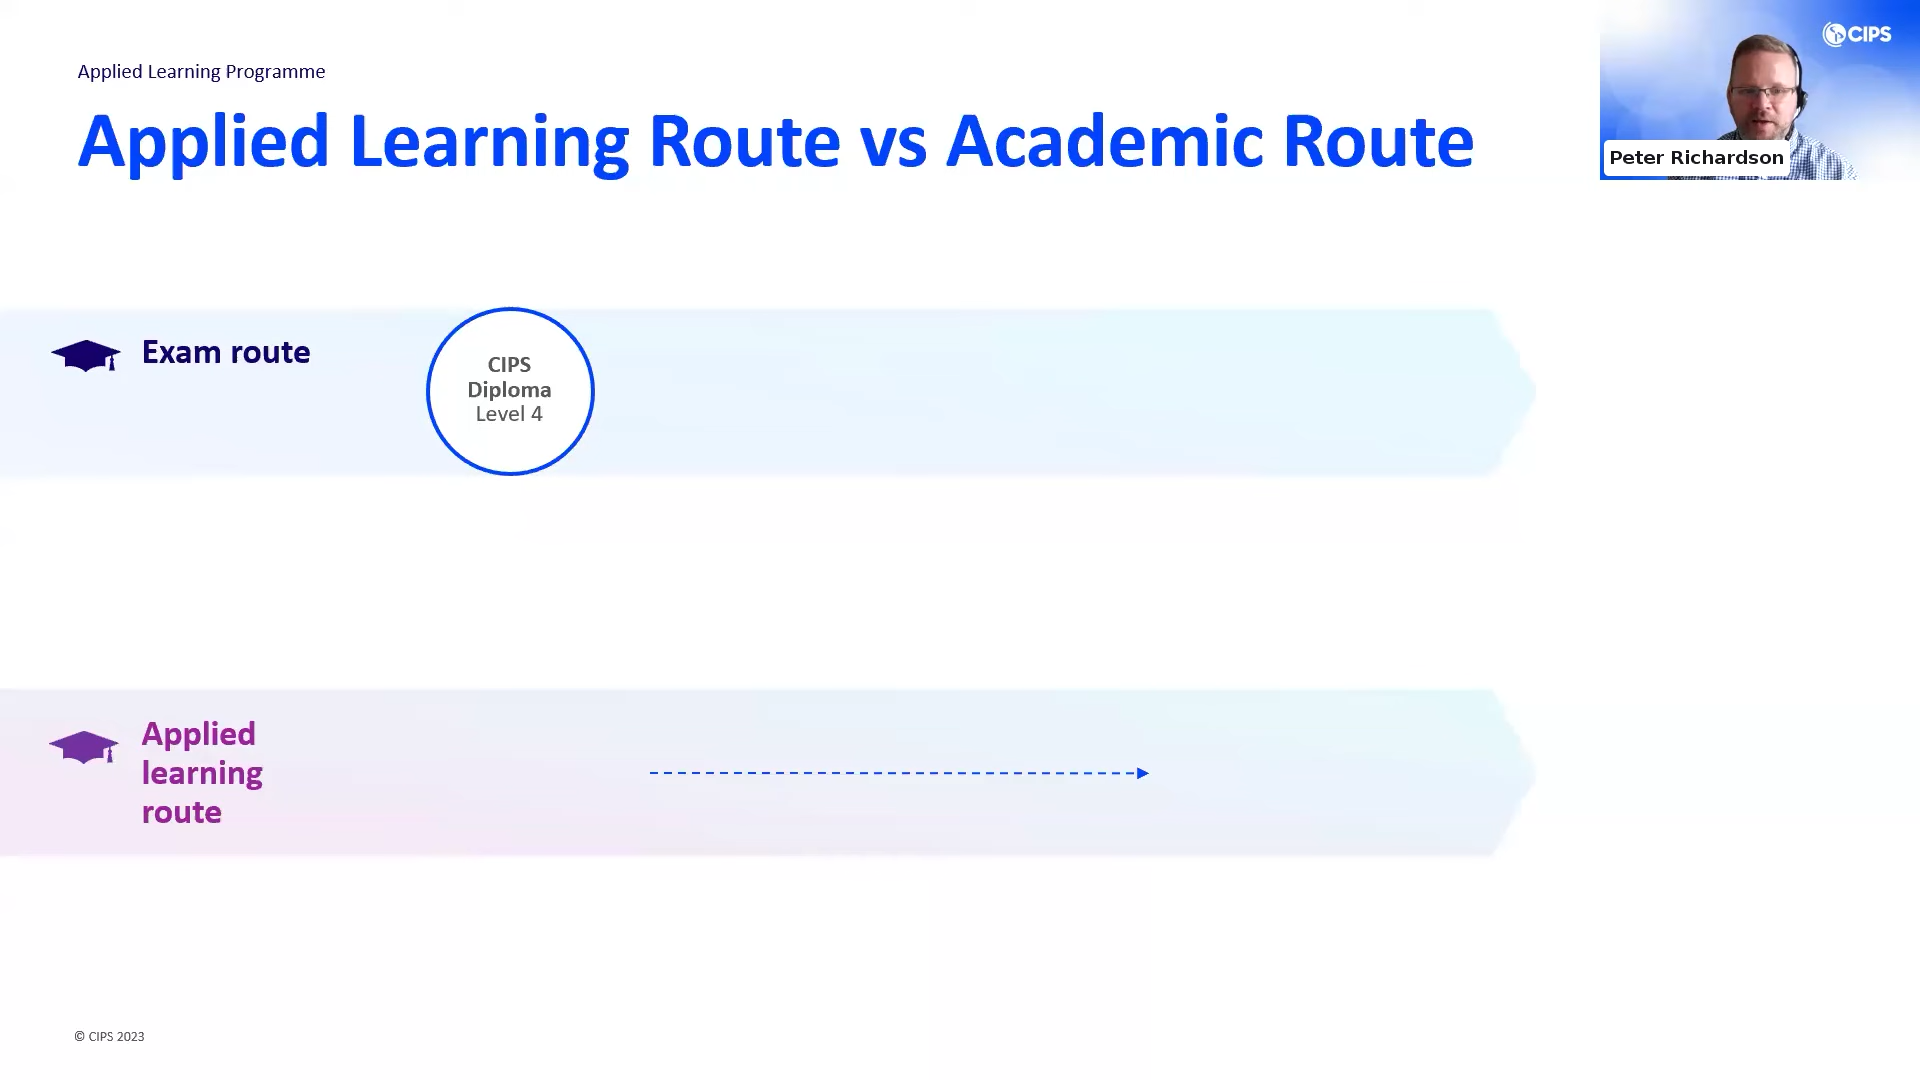 Applied Learning Programme
Applied Learning Route vs Academic Route
CIPS
Peter Richardson
Exam route
CIPS
Diploma
Level 4
Applied
learning
route
© CIPS 2023